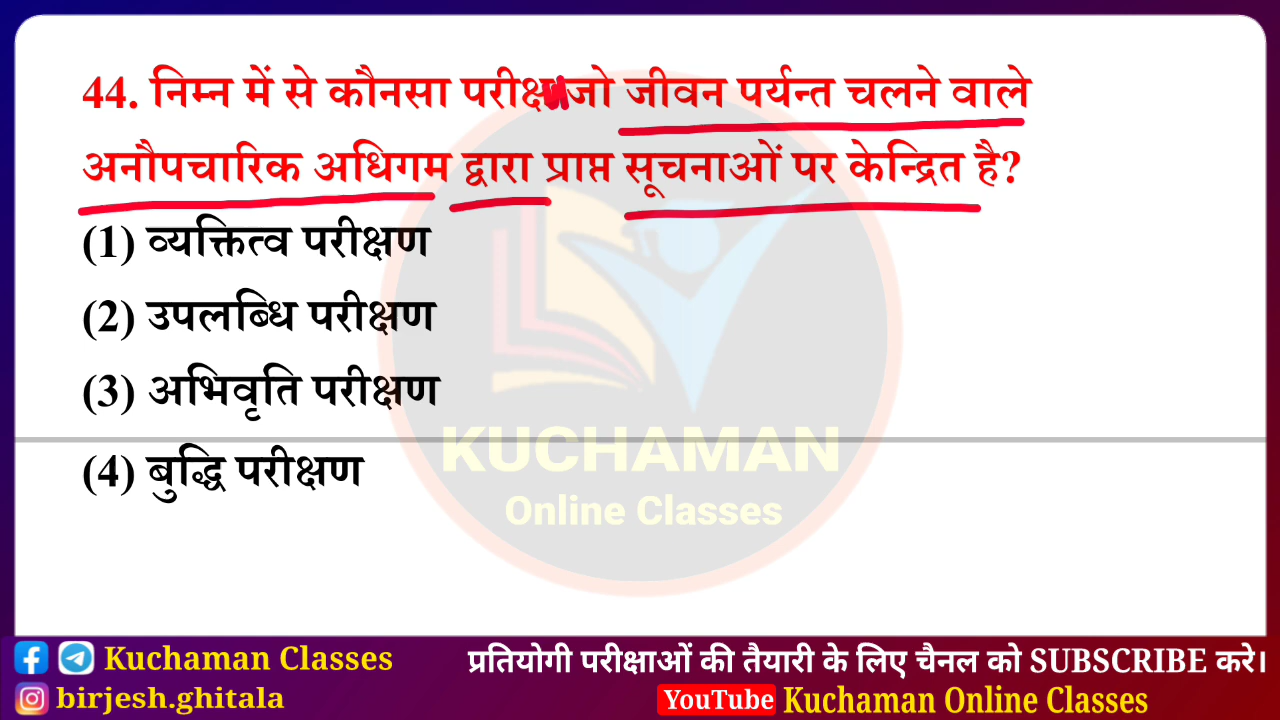 44. निम्न में से कौनसा जो जीवन पर्यन्त चलने वाले
अनौपचारिक अधिगम द्वारा प्राप्त सूचनाओं पर केन्द्रित है?
(1) व्यक्तित्व परीक्षण
(2) उपलब्धि परीक्षण
(3) अभिवृति परीक्षण
(4) बुद्धि परीक्षण
KUCHAMAN
Online Classes
Kuchaman Classes
प्रतियोगी परीक्षाओं की तैयारी के लिए चैनल को SUBSCRIBE करे।
birjesh.ghitala
YouTube Kuchaman Online Classes